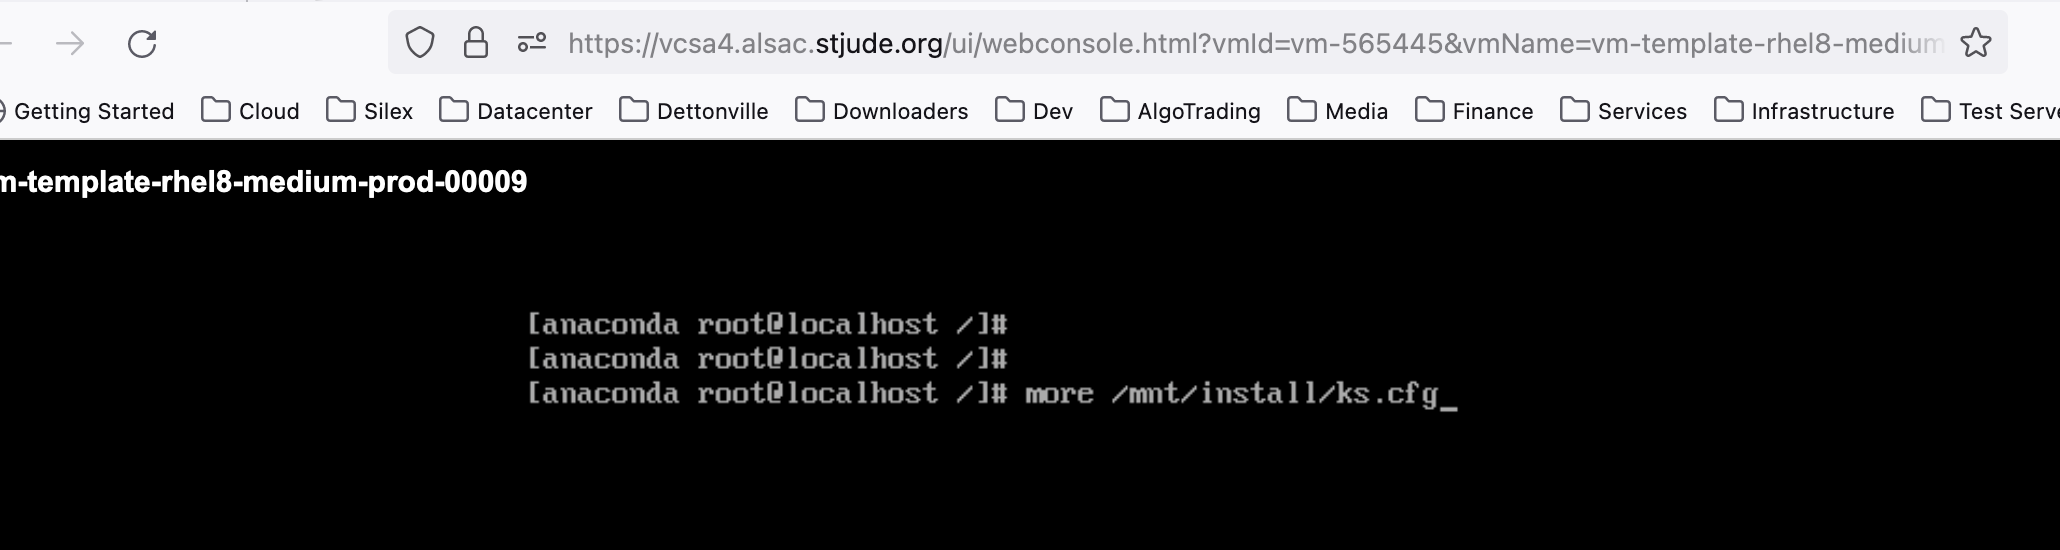 https://vcsa4.alsac.stjude.org/ui/webconsole.html?vmId=vm-565445&vmName=vm-template-rhel8-medium
Getting Started Cloud Silex Datacenter Dettonville Downloaders Dev AlgoTrading Media Finance Services Infrastructure Test Serve
m-template-rhel8-medium-prod-00009
[anaconda root@localhost /]#
[anaconda root@localhost /]#
[anaconda root@localhost /]# more /mnt/install/ks.cfg_